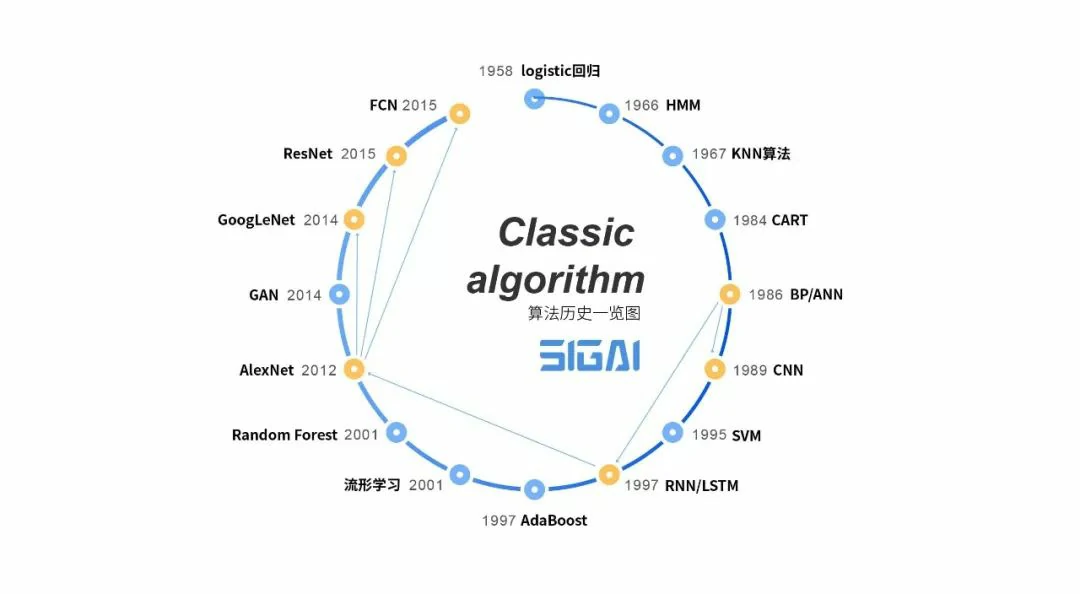 1958 logistic回归
1966 HMM
1967 KNN算法
1984 CART
1986 BP/ANN
1989 CNN
1995 SVM
1997 RNN/LSTM
1997 AdaBoost
流形学习 2001
Random Forest 2001
AlexNet 2012
GAN 2014
GoogLeNet 2014
ResNet 2015
FCN 2015
Classic
algorithm
算法历史一览图
SIGAI